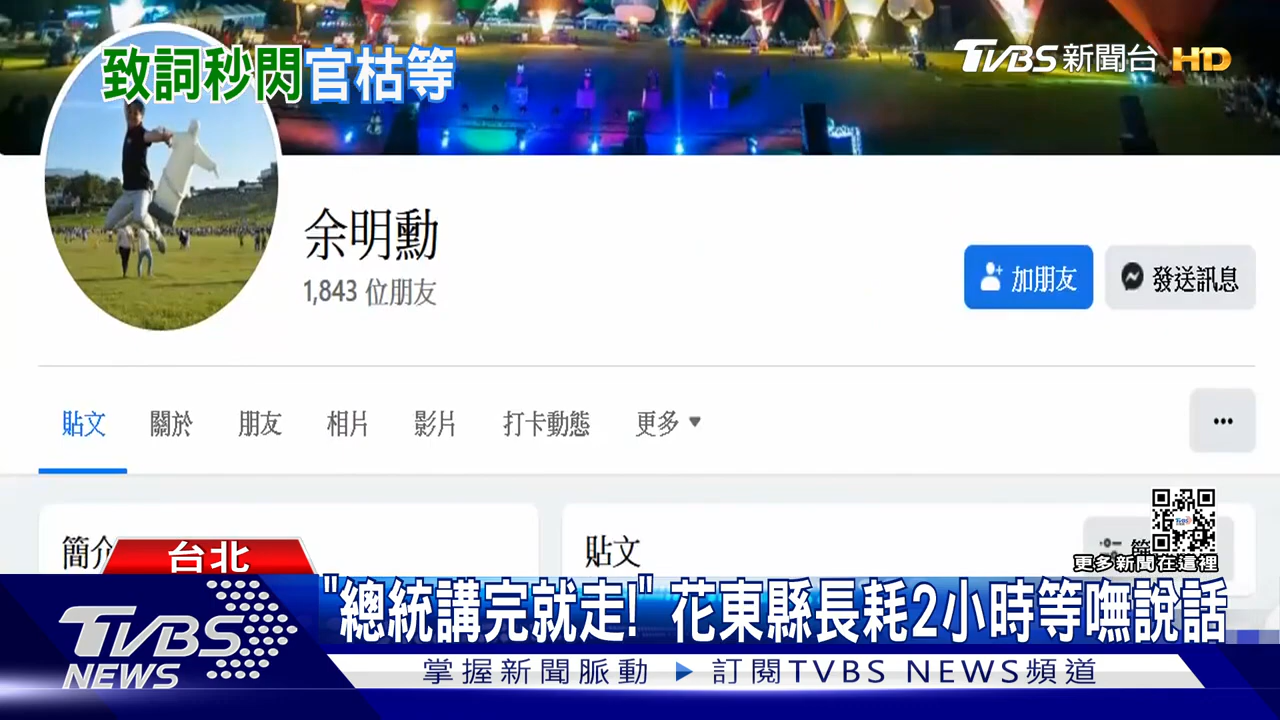 致詞秒閃官枯等
TVBS新聞台 HD
余明勳
1,843 位朋友
加朋友
發送訊息
貼文 關於 朋友 相片 影片 打卡動態 更多
簡介
貼文
更多新聞在這裡
台北
"總統講完就走!" 花東縣長耗2小時等嘸說話
TVBS NEWS
掌握新聞脈動 訂閱TVBS NEWS頻道